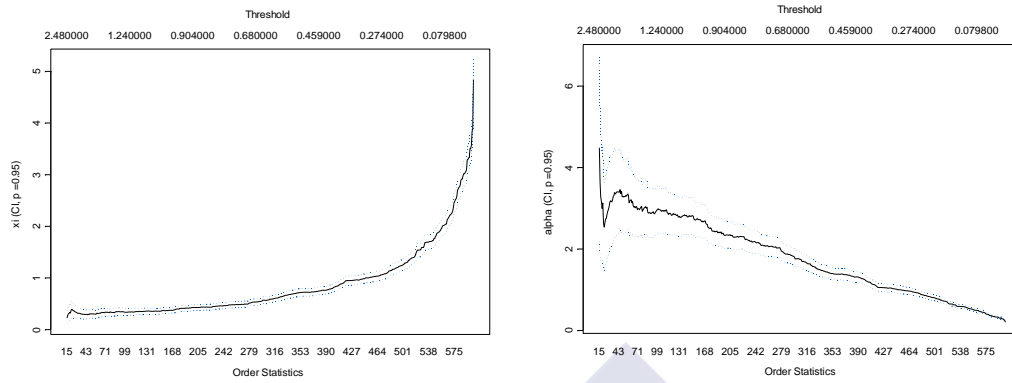 Threshold
2.480000 1.240000 0.904000 0.680000 0.459000 0.274000 0.079800
xi (CI, p =0.95)
5
4
3
2
1
0
15 43 71 99 131 168 205 242 279 316 353 390 427 464 501 538 575
Order Statistics
Threshold
2.480000 1.240000 0.904000 0.680000 0.459000 0.274000 0.079800
alpha (CI, p =0.95)
6
4
2
0
15 43 71 99 131 168 205 242 279 316 353 390 427 464 501 538 575
Order Statistics